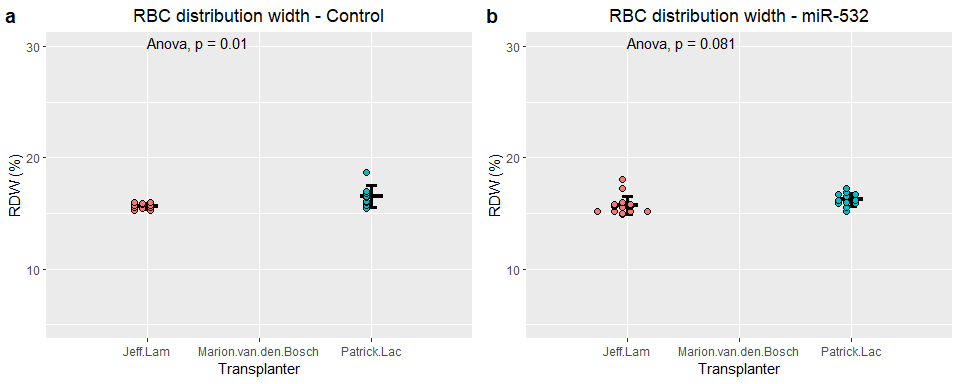 a
RBC distribution width - Control
Anova, p = 0.01
30
20
10
RDW (%)
Jeff.Lam Marion.van.den.Bosch Patrick.Lac
Transplanter
b
RBC distribution width - miR-532
Anova, p = 0.081
30
20
10
RDW (%)
Jeff.Lam Marion.van.den.Bosch Patrick.Lac
Transplanter